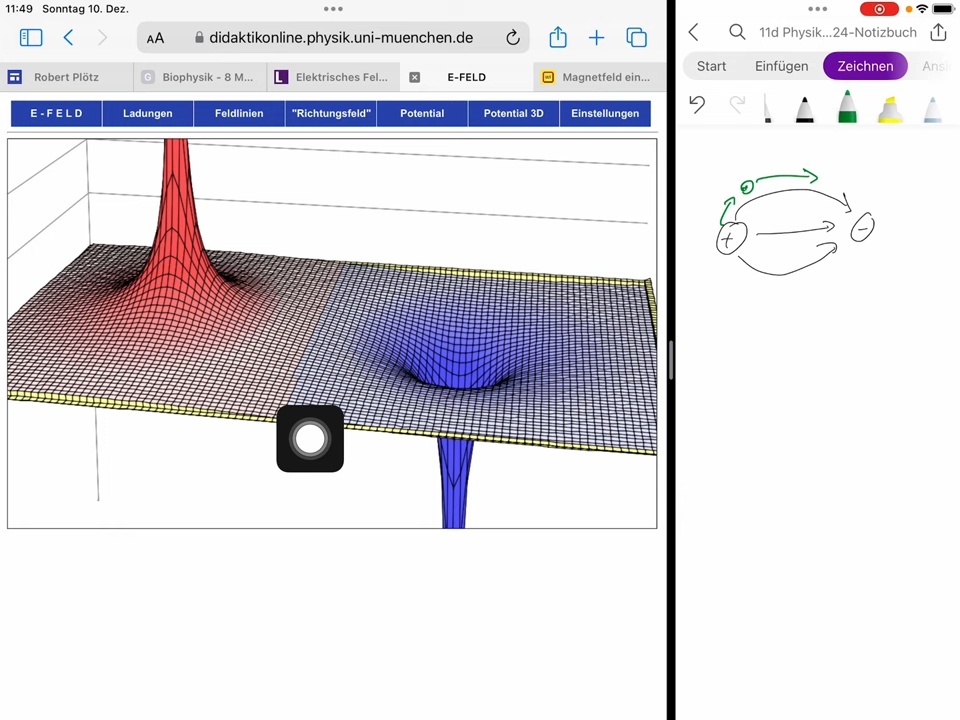 11:49 Sonntag 10. Dez.
AA didaktikonline.physik.uni-muenchen.de
Robert Plötz
G Biophysik - 8 M...
L Elektrisches Fel...
E-FELD
Magnetfeld ein...
E - F E L D
Ladungen
Feldlinien
"Richtungsfeld"
Potential
Potential 3D
Einstellungen
11d Physik...24-Notizbuch
Start Einfügen Zeichnen Ansi
+
-